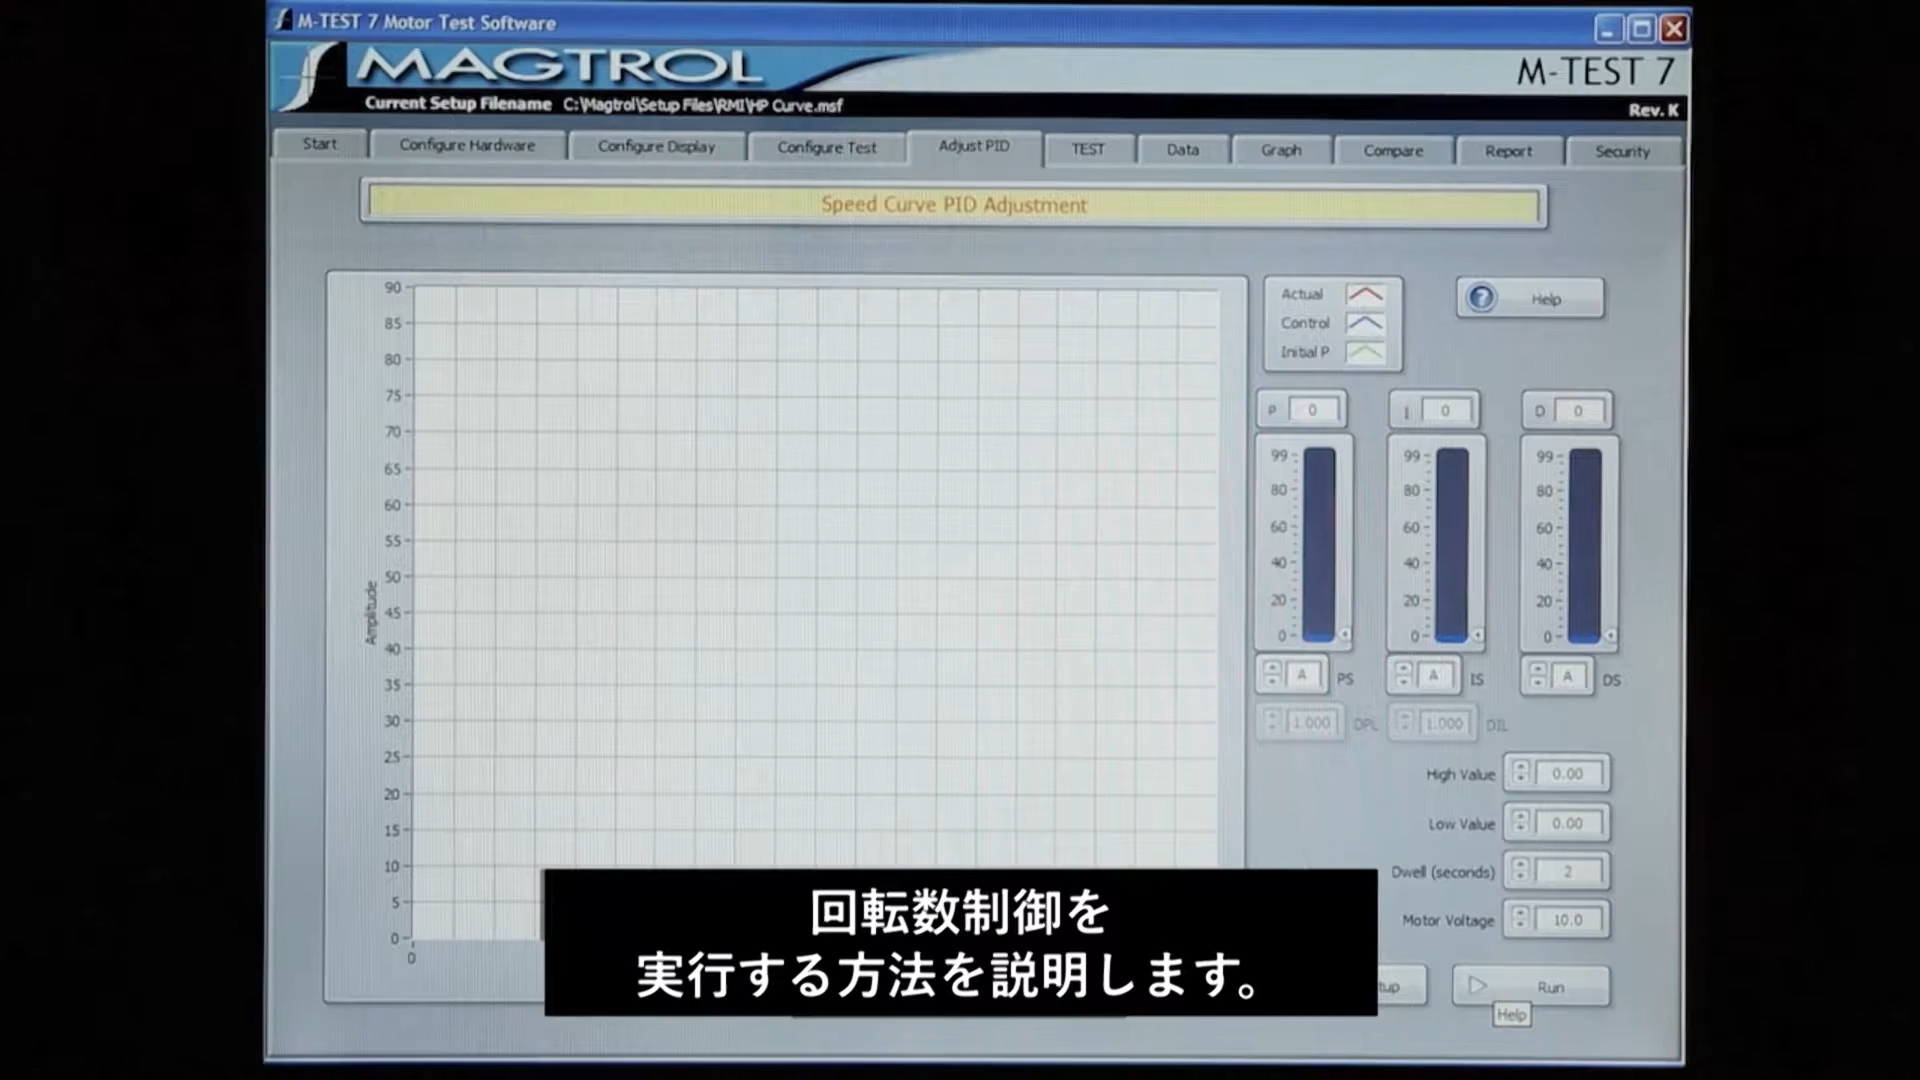 M-TEST 7 Motor Test Software
MAGTROL
M-TEST 7
Current Setup Filename C:\Magtrol\Setup Files\RMI\HP Curve.msf
Rev. K
Start Configure Hardware Configure Display Configure Test Adjust PID TEST Data Graph Compare Report Security
Speed Curve PID Adjustment
Actual
Control
Initial P
Help
P 0
I 0
D 0
99 80 60 40 20 0
99 80 60 40 20 0
99 80 60 40 20 0
A PS
A IS
A DS
1.000 DPL
1.000 DIL
High Value 0.00
Low Value 0.00
Dwell (seconds) 2
Motor Voltage 10.0
Amplitude
90
85
80
75
70
65
60
55
50
45
40
35
30
25
20
15
10
5
0
0
tup
Run
Help
回転数制御を
実行する方法を説明します。